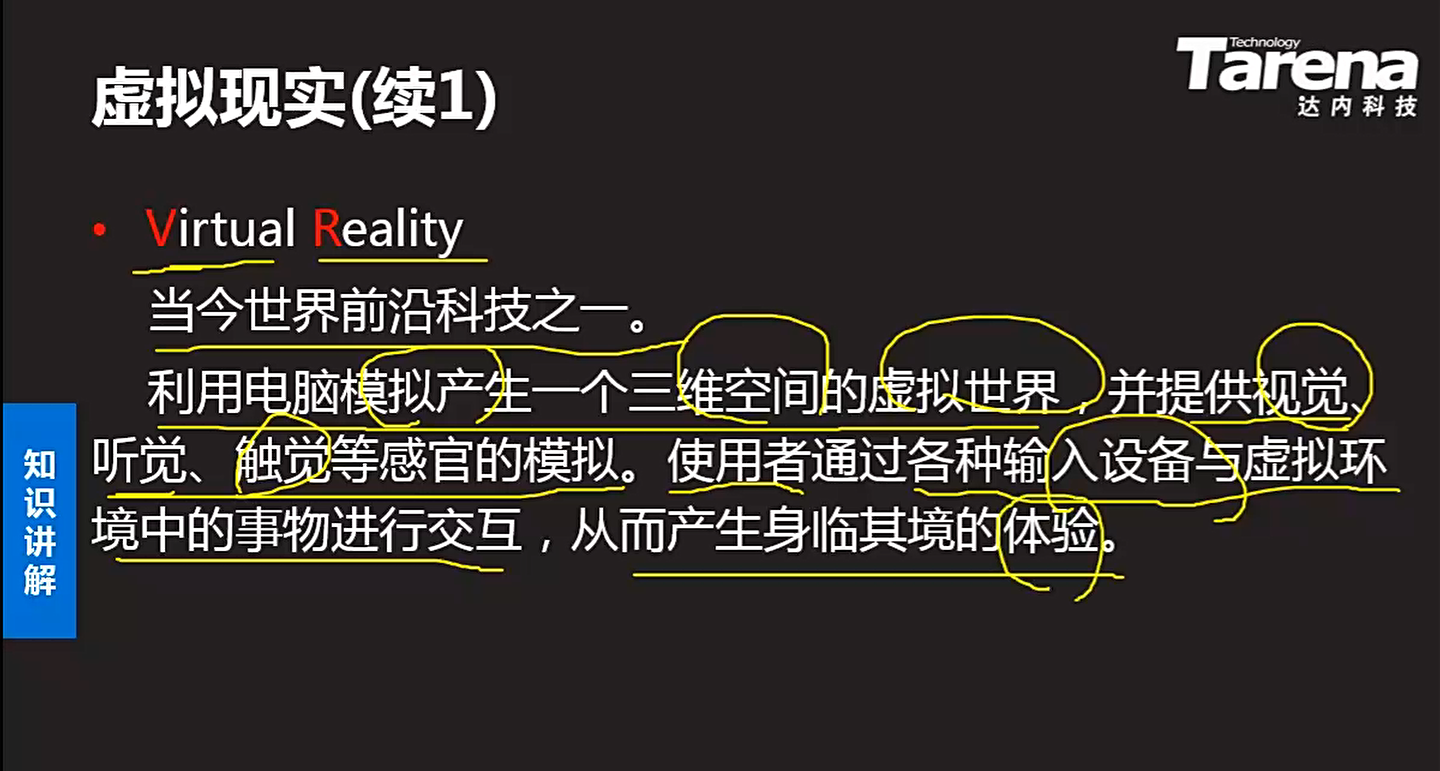 Technology
Tarena
达内科技
虚拟现实(续1)
• Virtual Reality
当今世界前沿科技之一。
利用电脑模拟产生一个三维空间的虚拟世界，并提供视觉、
听觉、触觉等感官的模拟。使用者通过各种输入设备与虚拟环
境中的事物进行交互，从而产生身临其境的体验。
知
识
讲
解